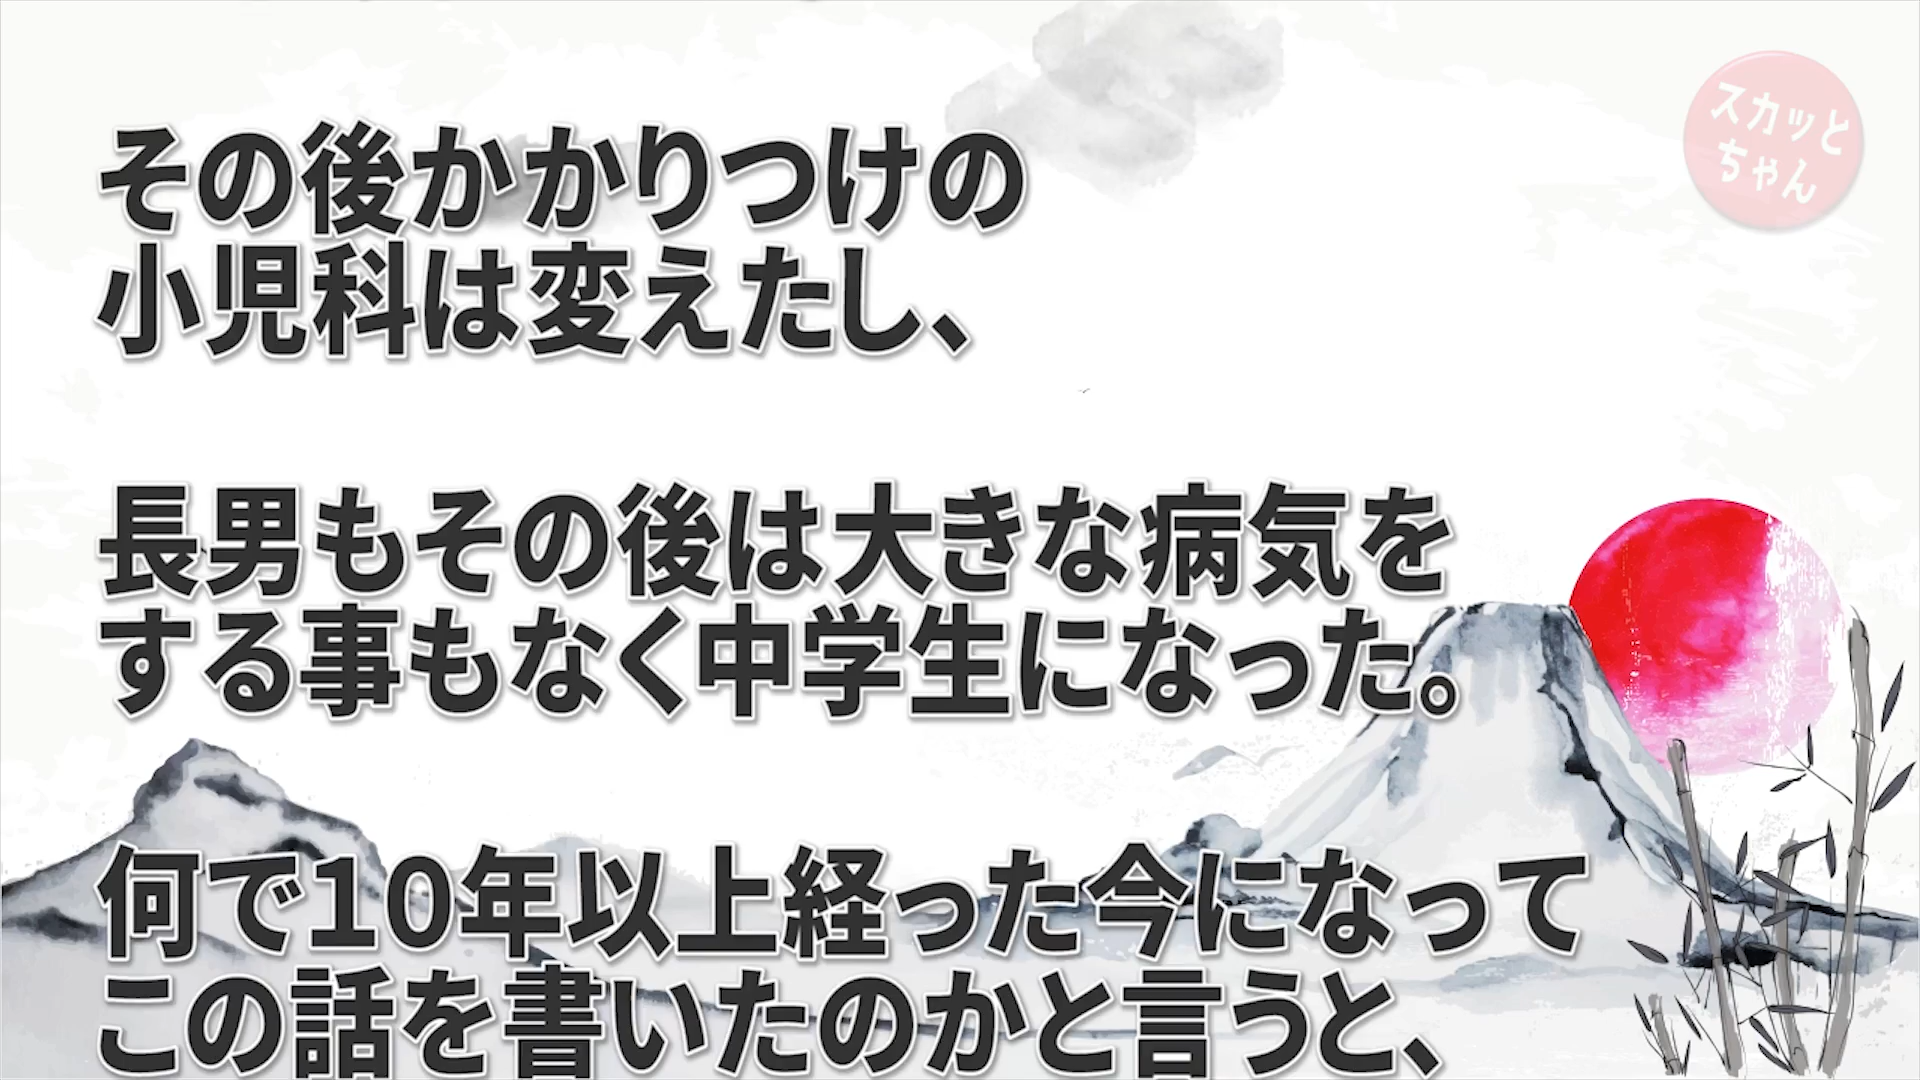 スカッと
ちゃん
その後かかりつけの
小児科は変えたし、
長男もその後は大きな病気を
する事もなく中学生になった。
何で10年以上経った今になって
この話を書いたのかと言うと、